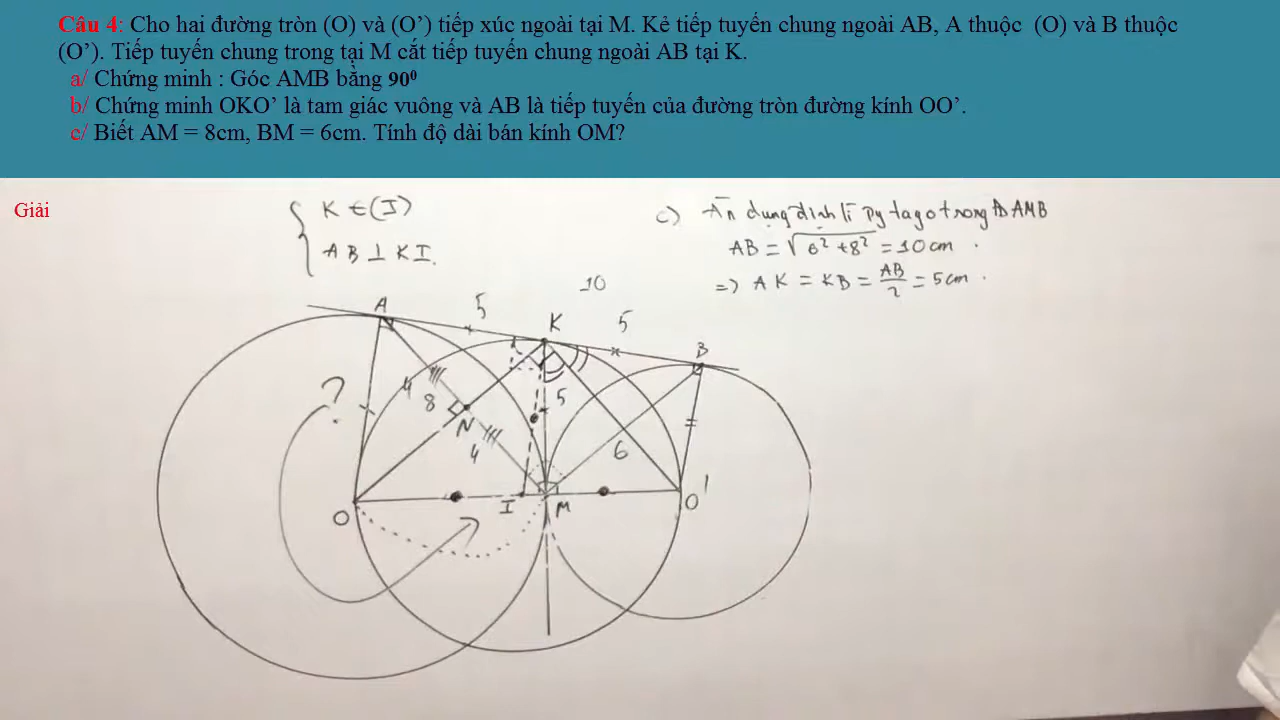 Câu 4: Cho hai đường tròn (O) và (O’) tiếp xúc ngoài tại M. Kẻ tiếp tuyến chung ngoài AB, A thuộc (O) và B thuộc
(O’). Tiếp tuyến chung trong tại M cắt tiếp tuyến chung ngoài AB tại K.
a/ Chứng minh : Góc AMB bằng 90⁰
b/ Chứng minh OKO’ là tam giác vuông và AB là tiếp tuyến của đường tròn đường kính OO’.
c/ Biết AM = 8cm, BM = 6cm. Tính độ dài bán kính OM?
Giải
K ∈ (I)
AB ⊥ KI.
c) Áp dụng định lí Pytago trong Δ AMB
AB = √6² + 8² = 10 cm .
=> AK = KB = AB/2 = 5cm .
10
A
5
K
5
B
?
4
8
N
4
5
6
O
I
M
O'